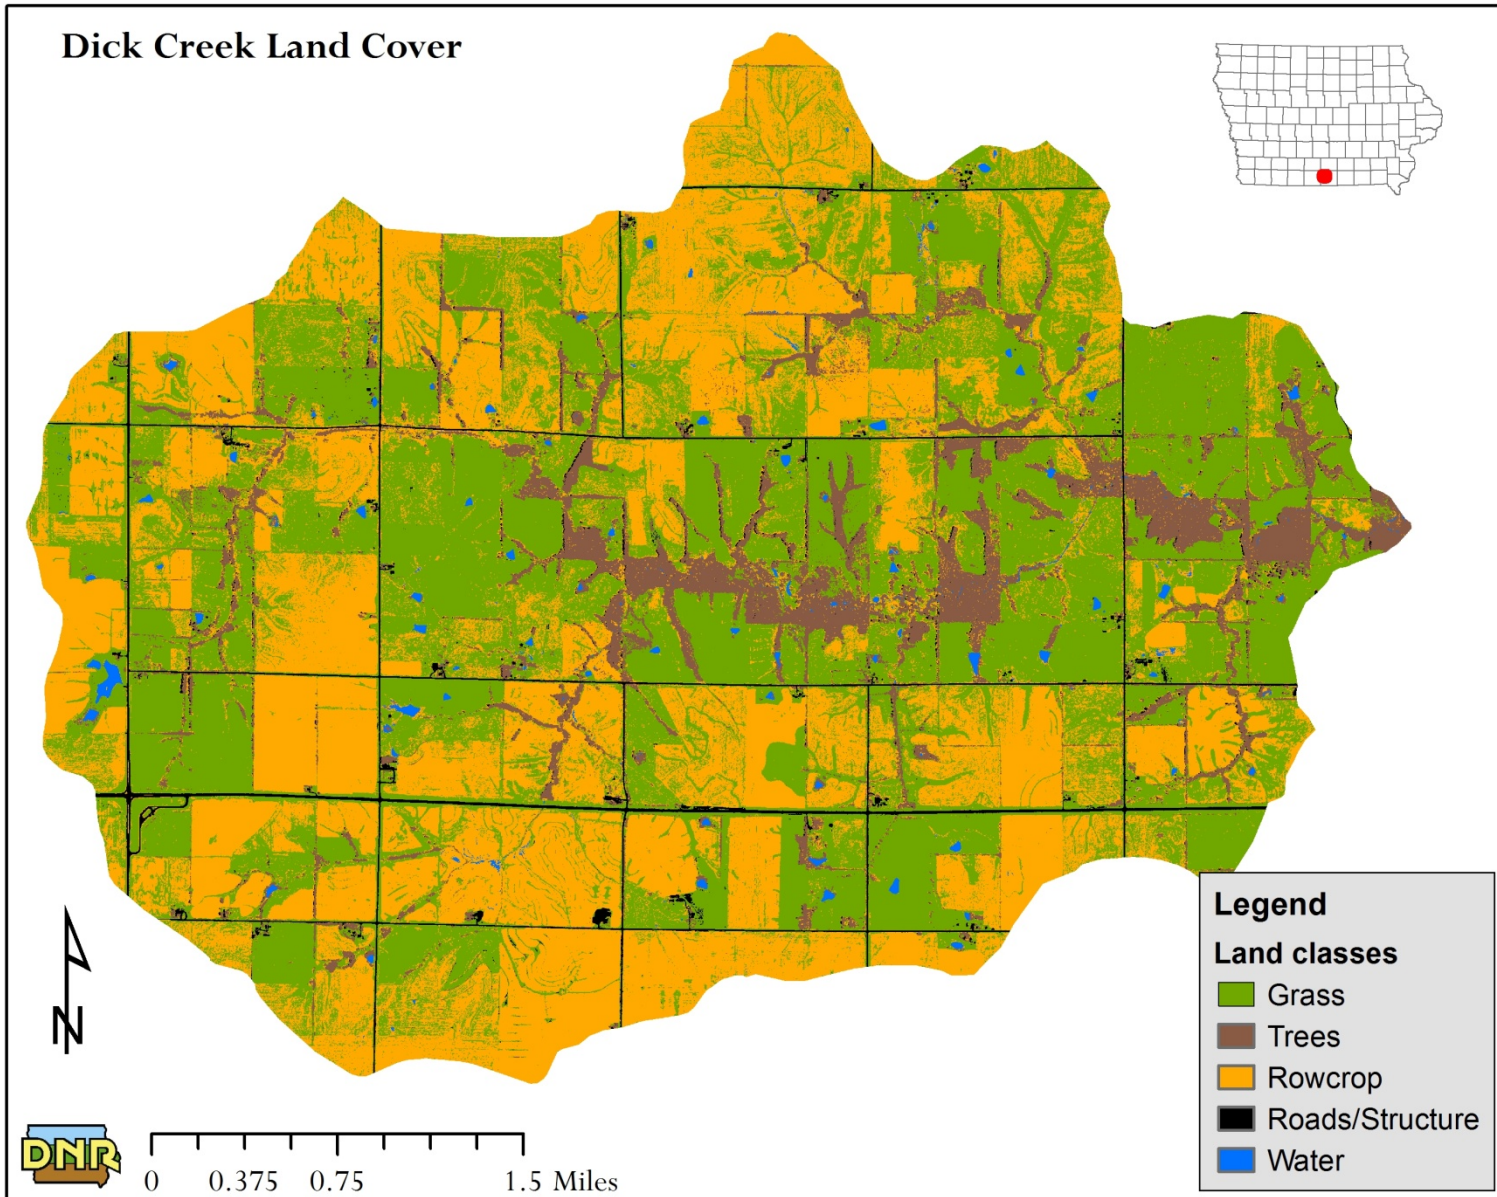 Dick Creek Land Cover
N
Legend
Land classes
Grass
Trees
Rowcrop
Roads/Structure
Water
DNR
0 0.375 0.75 1.5 Miles